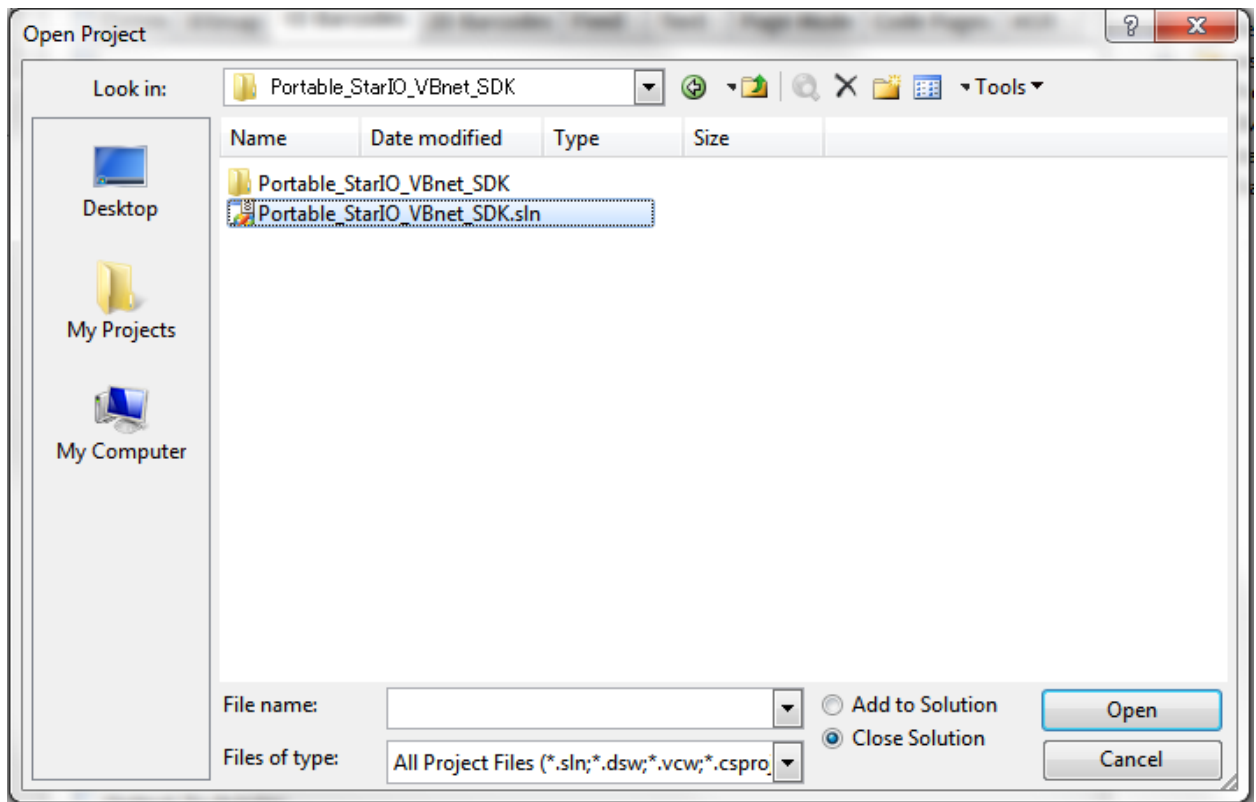 Open Project
Look in:
Portable_StarIO_VBnet_SDK
Tools
Name Date modified Type Size
Portable_StarIO_VBnet_SDK
Portable_StarIO_VBnet_SDK.sln
Desktop
My Projects
My Computer
File name:
Add to Solution
Open
Close Solution
Files of type:
All Project Files (*.sln;*.dsw;*.vcw;*.csproj
Cancel